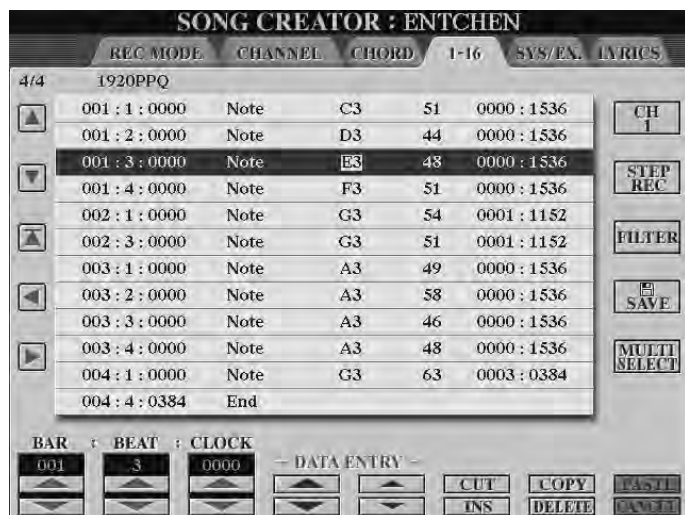 SONG CREATOR : ENTCHEN
REC MODE CHANNEL CHORD 1-16 SYS/EX. LYRICS
4/4 1920PPQ
001 : 1 : 0000 Note C3 51 0000 : 1536
001 : 2 : 0000 Note D3 44 0000 : 1536
001 : 3 : 0000 Note E3 48 0000 : 1536
001 : 4 : 0000 Note F3 51 0000 : 1536
002 : 1 : 0000 Note G3 54 0001 : 1152
002 : 3 : 0000 Note G3 51 0001 : 1152
003 : 1 : 0000 Note A3 49 0000 : 1536
003 : 2 : 0000 Note A3 58 0000 : 1536
003 : 3 : 0000 Note A3 46 0000 : 1536
003 : 4 : 0000 Note A3 48 0000 : 1536
004 : 1 : 0000 Note G3 63 0003 : 0384
004 : 4 : 0384 End
CH
1
STEP
REC
FILTER
SAVE
MULTI
SELECT
BAR : BEAT : CLOCK
001 3 0000
DATA ENTRY
CUT COPY PASTE
INS DELETE CANCEL